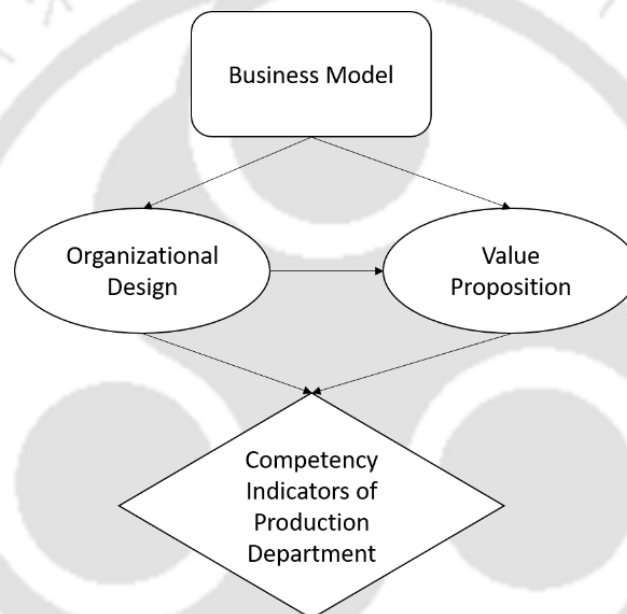 Business Model
Organizational
Design
Value
Proposition
Competency
Indicators of
Production
Department